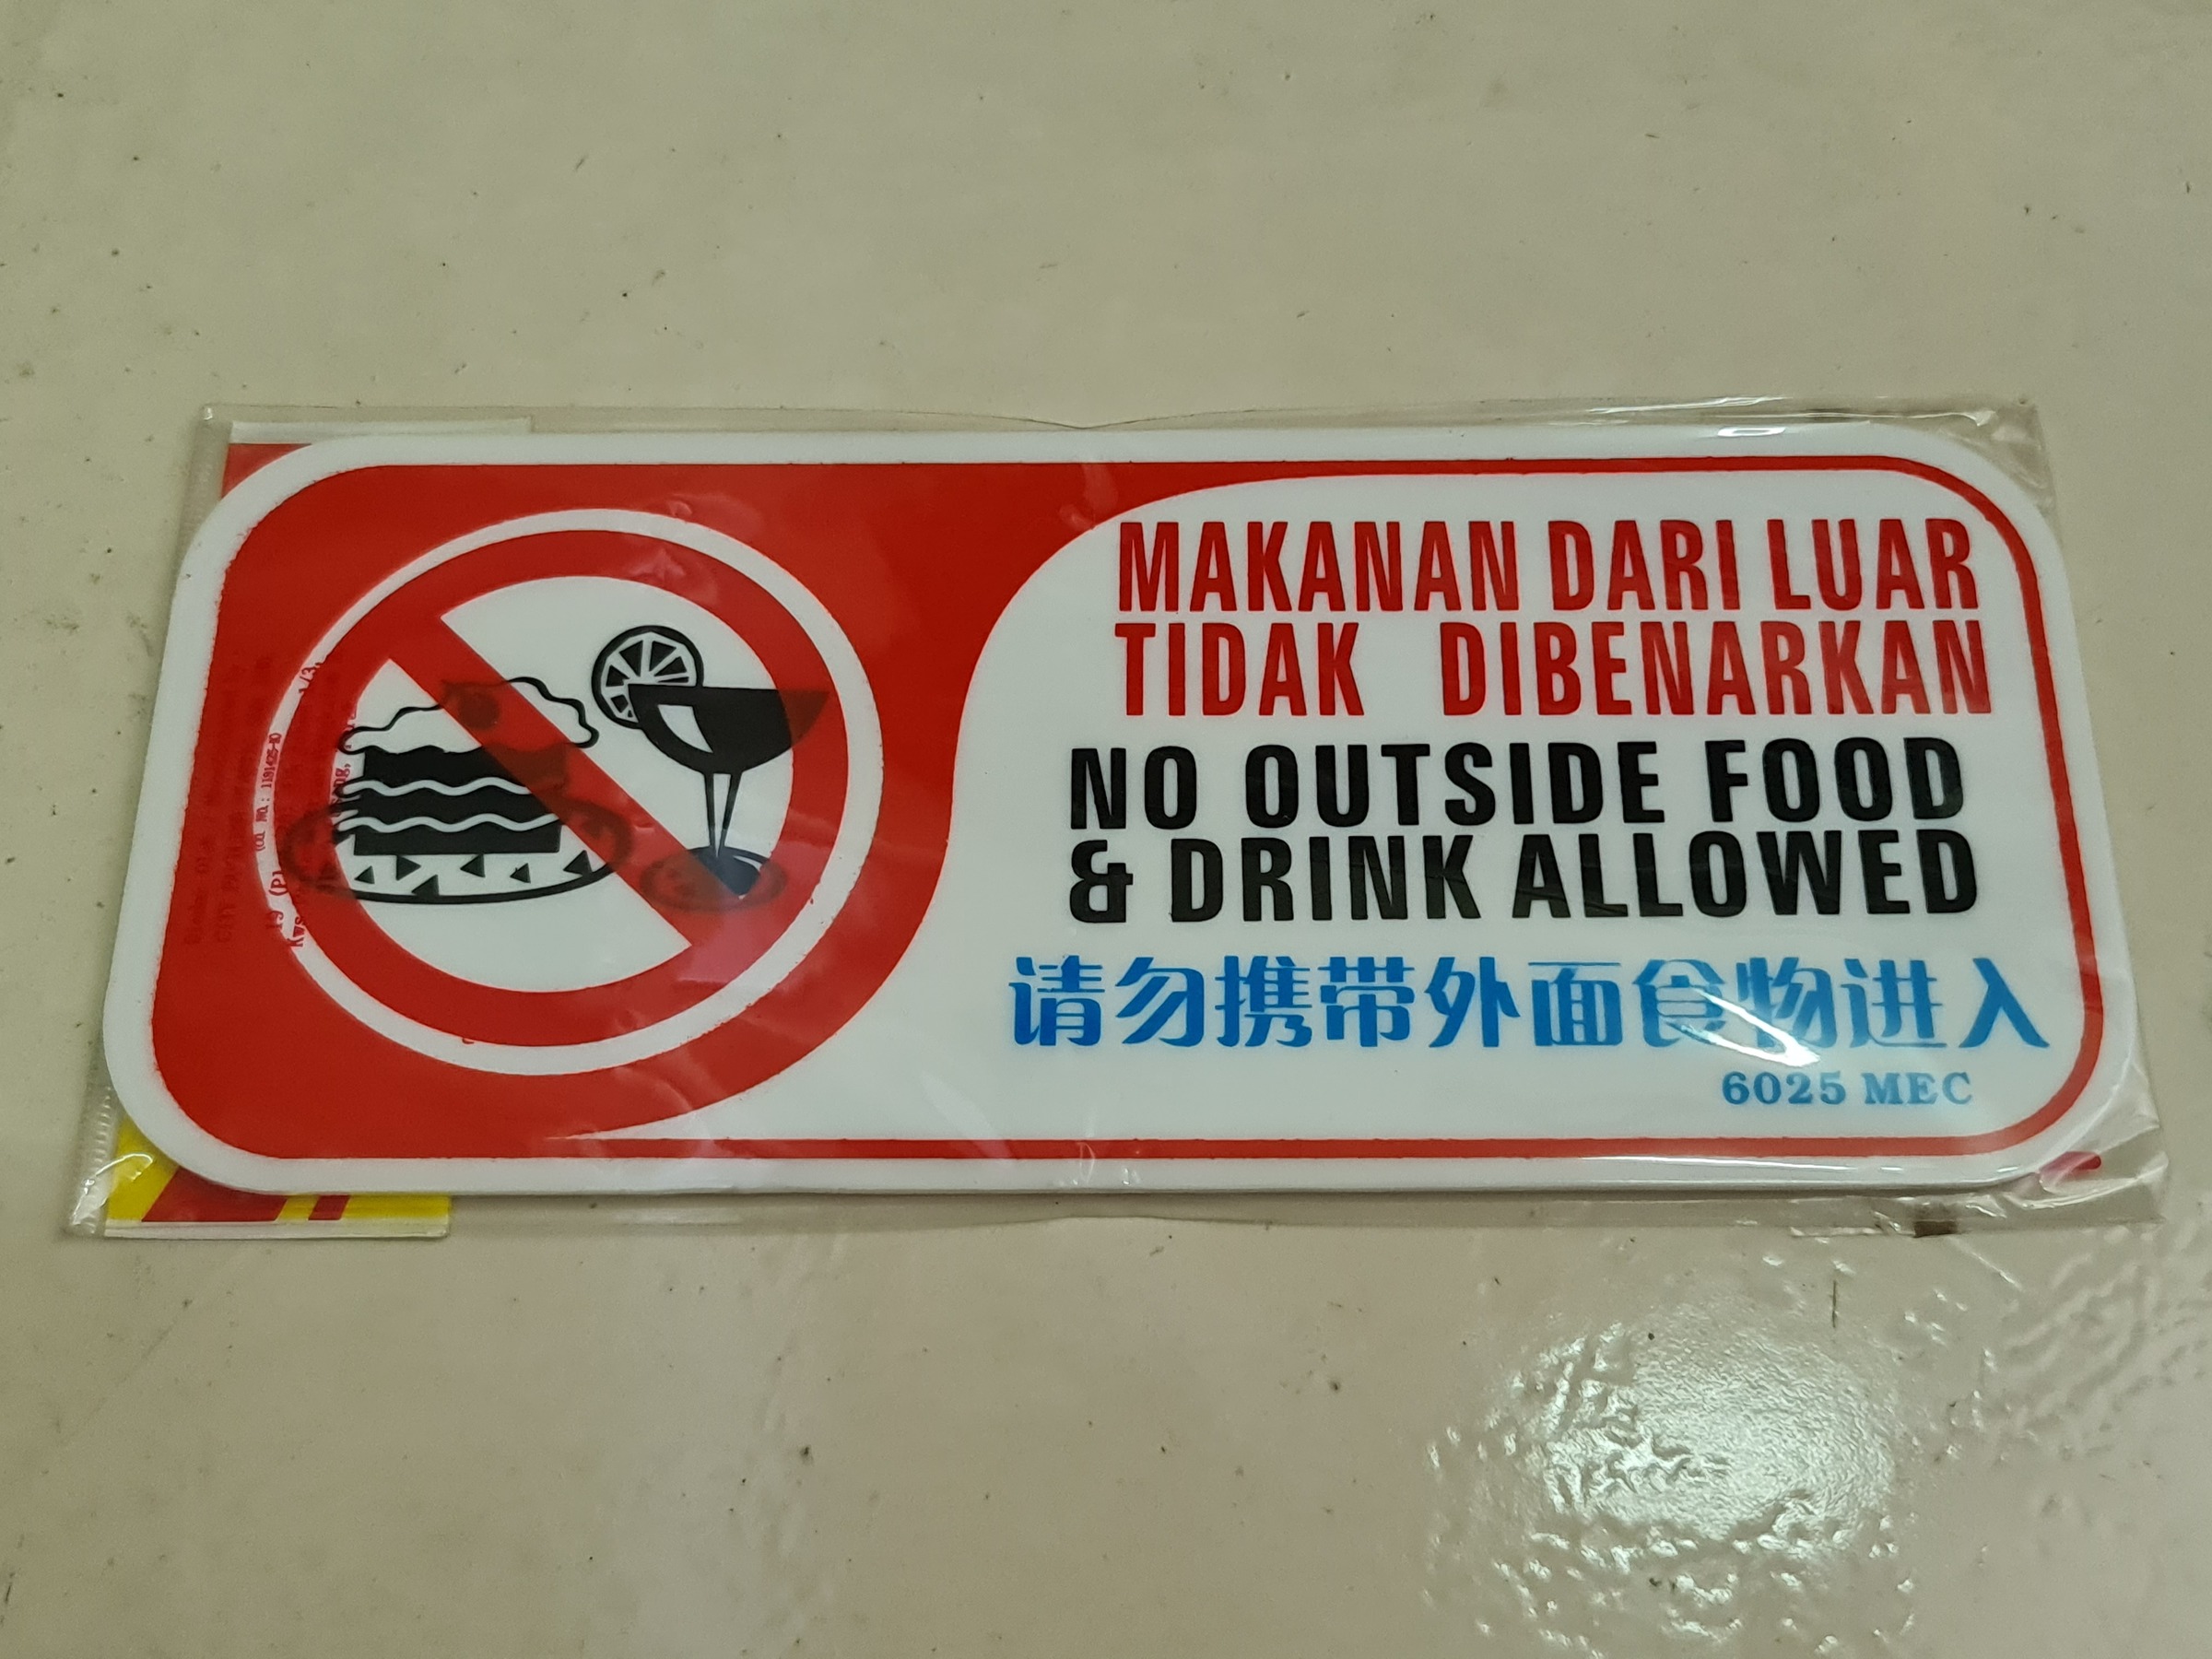 MAKANAN DARI LUAR
TIDAK DIBENARKAN
NO OUTSIDE FOOD
& DRINK ALLOWED
请勿携带外面食物进入
6025 MEC